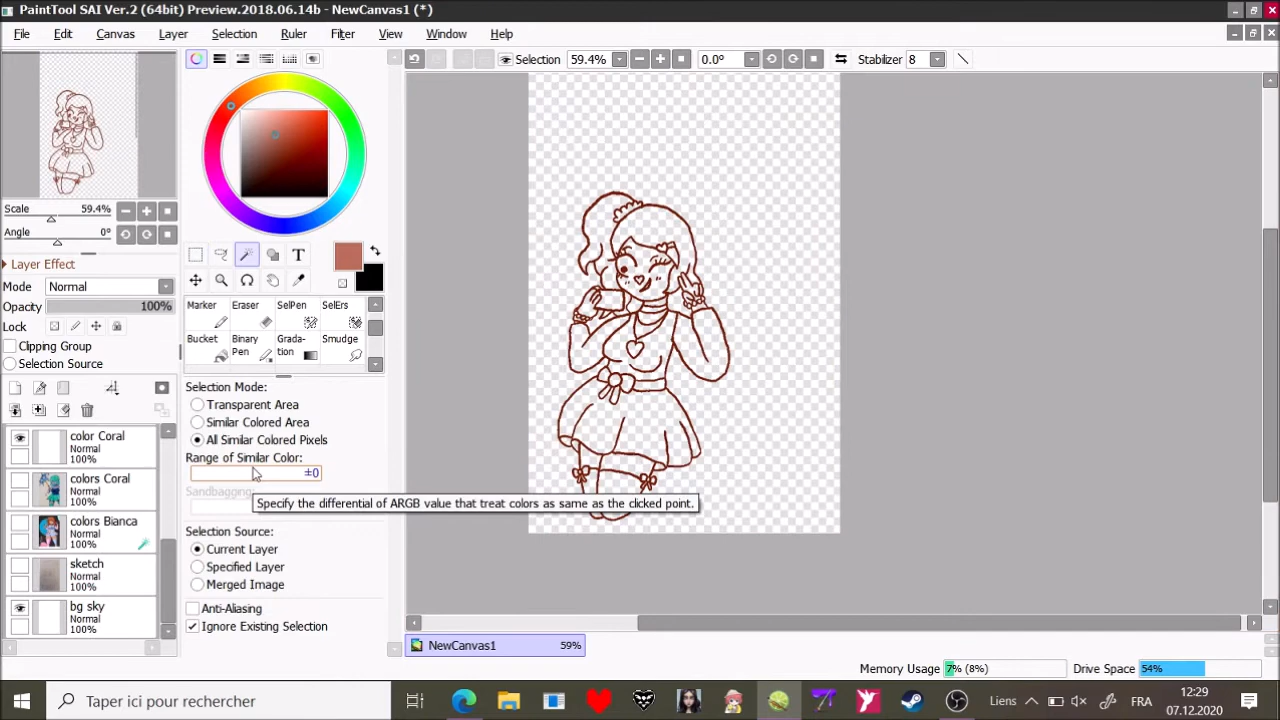 PaintTool SAI Ver.2 (64bit) Preview.2018.06.14b - NewCanvas1 (*)
File Edit Canvas Layer Selection Ruler Filter View Window Help
Selection 59.4% 0.0° Stabilizer 8
Scale 59.4%
Angle 0°
Layer Effect
Mode Normal
Opacity 100%
Lock
Clipping Group
Selection Source
color Coral
Normal
100%
colors Coral
Normal
100%
colors Bianca
Normal
100%
sketch
Normal
100%
bg sky
Normal
100%
T
Marker Eraser SelPen SelErs
Bucket Binary Pen Grada-tion Smudge
Selection Mode:
Transparent Area
Similar Colored Area
All Similar Colored Pixels
Range of Similar Color:
±0
Sandbagging:
Specify the differential of ARGB value that treat colors as same as the clicked point.
Selection Source:
Current Layer
Specified Layer
Merged Image
Anti-Aliasing
Ignore Existing Selection
NewCanvas1 59%
Memory Usage 7% (8%) Drive Space 54%
Taper ici pour rechercher
Liens FRA 12:29
07.12.2020